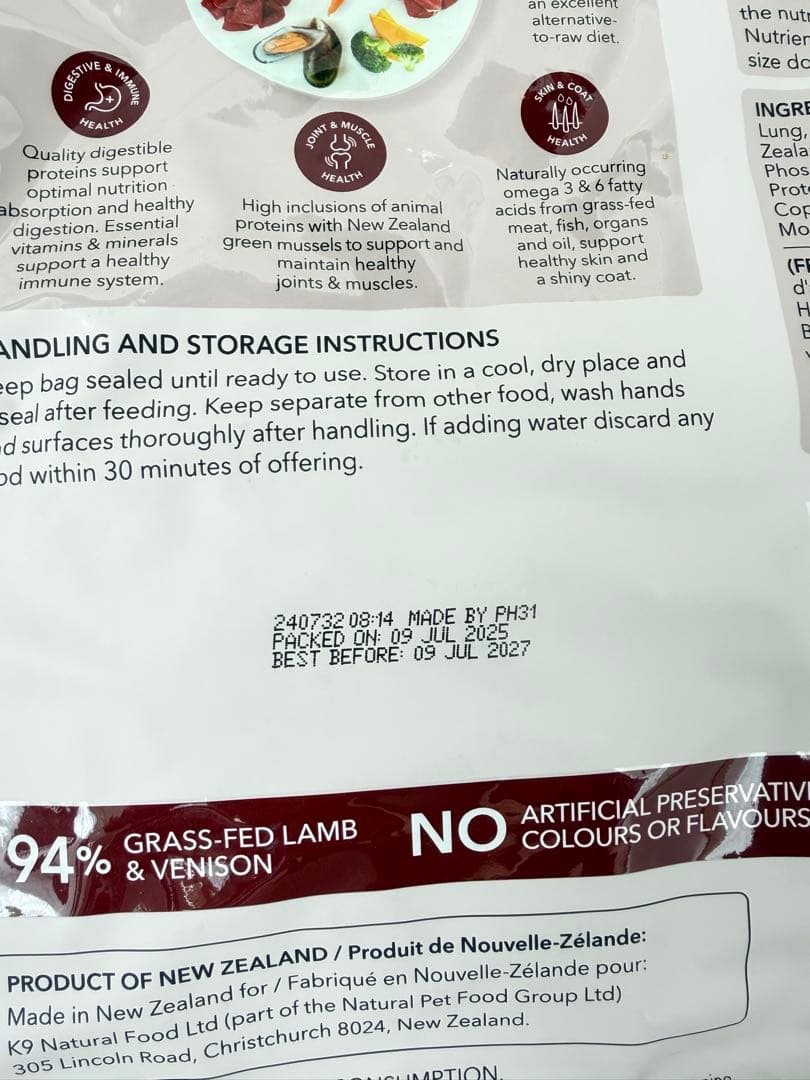 an excellent
alternative-
to-raw diet.
DIGESTIVE & IMMUNE
HEALTH
Quality digestible
proteins support
optimal nutrition
absorption and healthy
digestion. Essential
vitamins & minerals
support a healthy
immune system.
JOINT & MUSCLE
HEALTH
High inclusions of animal
proteins with New Zealand
green mussels to support and
maintain healthy
joints & muscles.
SKIN & COAT
HEALTH
Naturally occurring
omega 3 & 6 fatty
acids from grass-fed
meat, fish, organs
and oil, support
healthy skin and
a shiny coat.
the nutr
Nutrien
size do
INGRE
Lung,
Zeala
Phos
Prote
Cop
Mo
(FR
d'
H
B
ANDLING AND STORAGE INSTRUCTIONS
eep bag sealed until ready to use. Store in a cool, dry place and
seal after feeding. Keep separate from other food, wash hands
d surfaces thoroughly after handling. If adding water discard any
od within 30 minutes of offering.
240732 08:14 MADE BY PH31
PACKED ON: 09 JUL 2025
BEST BEFORE: 09 JUL 2027
94% GRASS-FED LAMB
& VENISON
NO ARTIFICIAL PRESERVATIV
COLOURS OR FLAVOURS
PRODUCT OF NEW ZEALAND / Produit de Nouvelle-Zélande:
Made in New Zealand for / Fabriqué en Nouvelle-Zélande pour:
K9 Natural Food Ltd (part of the Natural Pet Food Group Ltd)
305 Lincoln Road, Christchurch 8024, New Zealand.